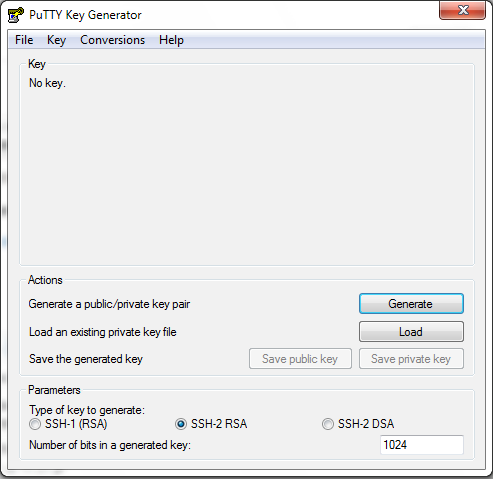 PuTTY Key Generator
File Key Conversions Help
Key
No key.
Actions
Generate a public/private key pair Generate
Load an existing private key file Load
Save the generated key Save public key Save private key
Parameters
Type of key to generate:
SSH-1 (RSA) SSH-2 RSA SSH-2 DSA
Number of bits in a generated key: 1024